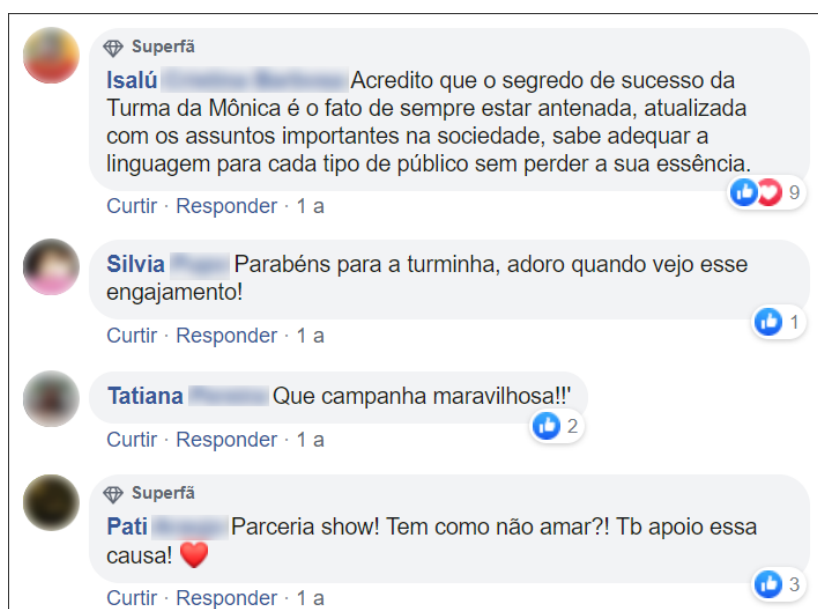 Superfã
Isalú Acredito que o segredo de sucesso da
Turma da Mônica é o fato de sempre estar antenada, atualizada
com os assuntos importantes na sociedade, sabe adequar a
linguagem para cada tipo de público sem perder a sua essência.
9
Curtir · Responder · 1 a
Silvia Parabéns para a turminha, adoro quando vejo esse
engajamento!
1
Curtir · Responder · 1 a
Tatiana Que campanha maravilhosa!!'
2
Curtir · Responder · 1 a
Superfã
Pati Parceria show! Tem como não amar?! Tb apoio essa
causa! ❤️
3
Curtir · Responder · 1 a